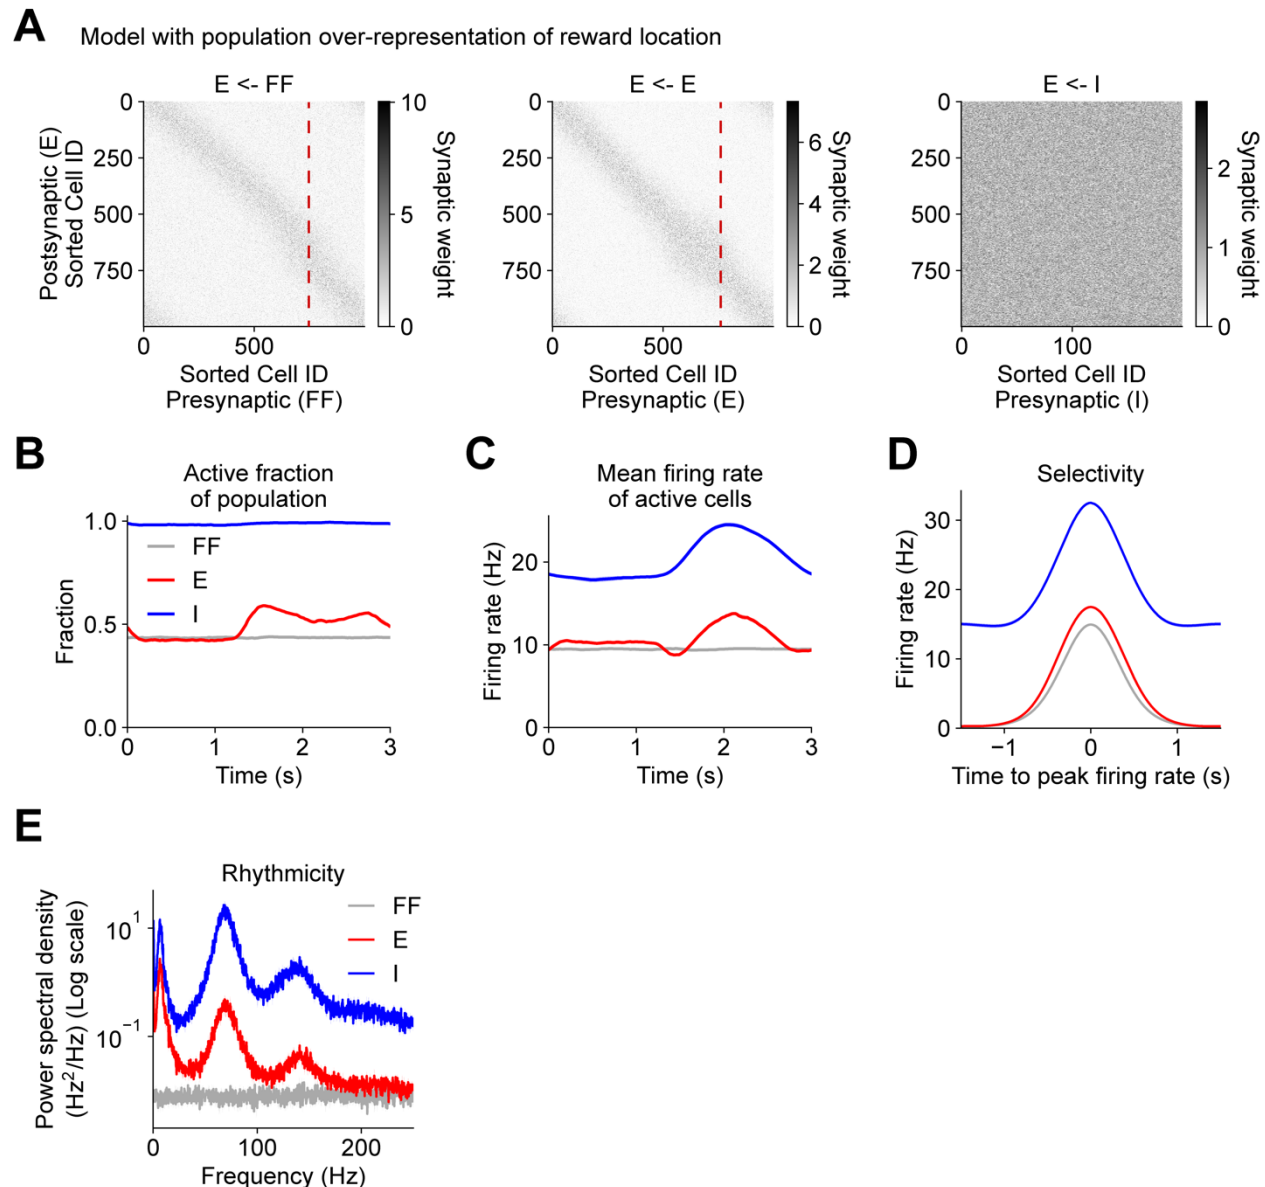 A
Model with population over-representation of reward location
E <- FF
E <- E
E <- I
Postsynaptic (E)
Sorted Cell ID
0
250
500
750
0
500
Sorted Cell ID
Presynaptic (FF)
10
5
0
Synaptic weight
0
250
500
750
0
500
Sorted Cell ID
Presynaptic (E)
6
4
2
0
Synaptic weight
0
250
500
750
0
100
Sorted Cell ID
Presynaptic (I)
2
1
0
Synaptic weight
B
Active fraction
of population
Fraction
1.0
0.5
0.0
FF
E
I
0
1
2
3
Time (s)
C
Mean firing rate
of active cells
Firing rate (Hz)
20
10
0
0
1
2
3
Time (s)
D
Selectivity
Firing rate (Hz)
30
20
10
0
−1
0
1
Time to peak firing rate (s)
E
Rhythmicity
Power spectral density
(Hz²/Hz) (Log scale)
10¹
10⁻¹
FF
E
I
0
100
200
Frequency (Hz)